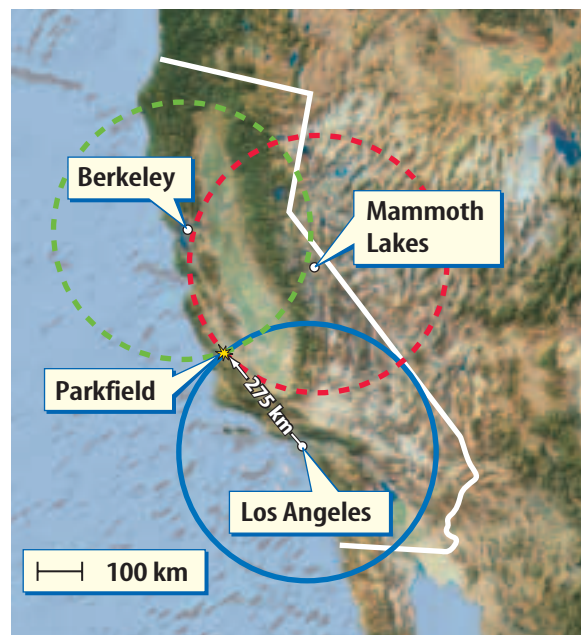 Berkeley
Mammoth
Lakes
Parkfield
275 km
Los Angeles
100 km